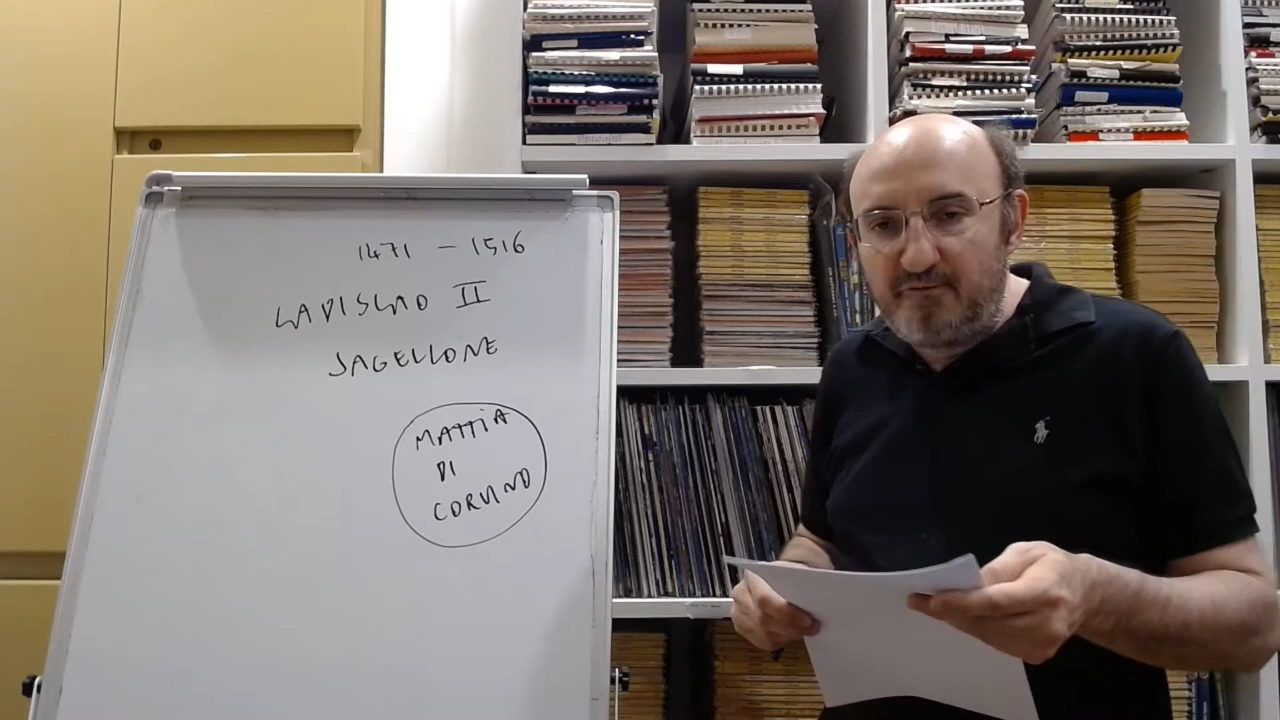 1471 - 1516
LADISLAO II
JAGELLONE
MATTIA
DI
CORVINO